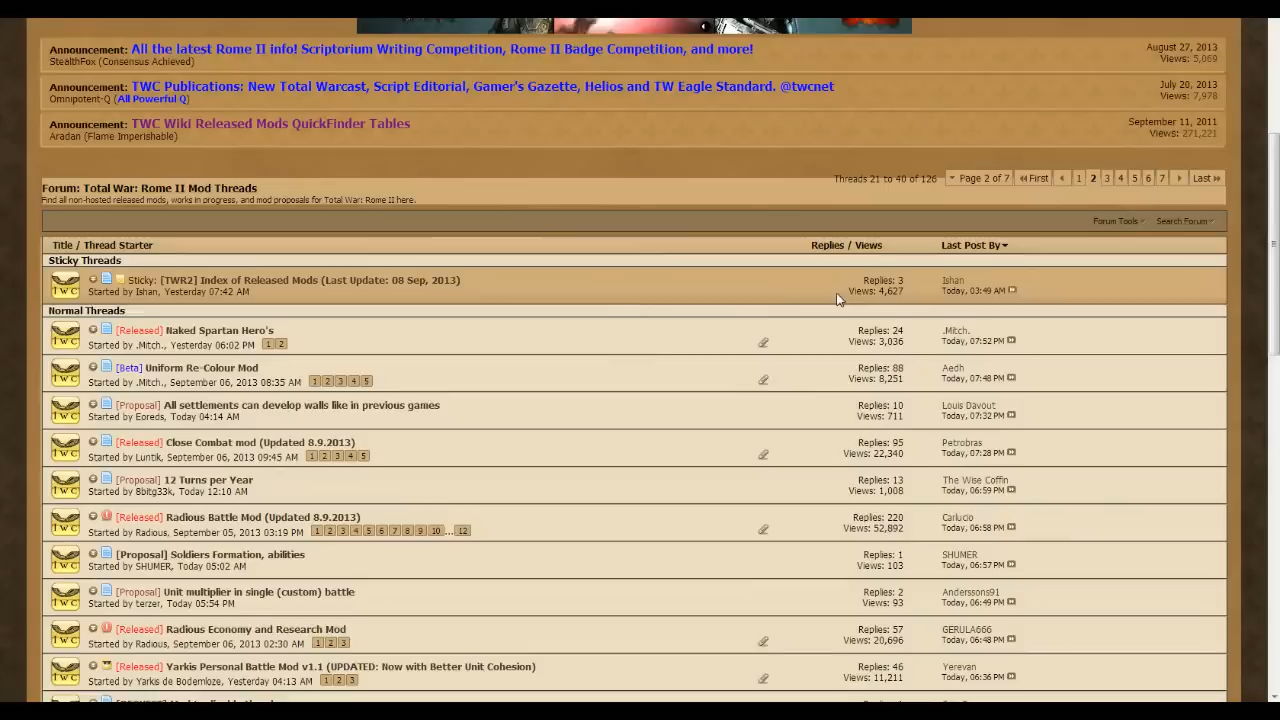 Announcement: All the latest Rome II info! Scriptorium Writing Competition, Rome II Badge Competition, and more!
August 27, 2013
StealthFox (Consensus Achieved)
Views: 5,069
Announcement: TWC Publications: New Total Warcast, Script Editorial, Gamer's Gazette, Helios and TW Eagle Standard. @twcnet
July 20, 2013
Omnipotent-Q (All Powerful Q)
Views: 7,978
Announcement: TWC Wiki Released Mods QuickFinder Tables
September 11, 2011
Aradan (Flame Imperishable)
Views: 271,221
Threads 21 to 40 of 126
Page 2 of 7 First 1 2 3 4 5 6 7 Last
Forum: Total War: Rome II Mod Threads
Find all non-hosted released mods, works in progress, and mod proposals for Total War: Rome II here.
Forum Tools Search Forum
Title / Thread Starter Replies / Views Last Post By
Sticky Threads
TWC Sticky: [TWR2] Index of Released Mods (Last Update: 08 Sep, 2013)
Started by Ishan, Yesterday 07:42 AM
Replies: 3
Views: 4,627
Ishan
Today, 03:49 AM
Normal Threads
TWC [Released] Naked Spartan Hero's
Started by .Mitch., Yesterday 06:02 PM 1 2
Replies: 24
Views: 3,036
.Mitch.
Today, 07:52 PM
TWC [Beta] Uniform Re-Colour Mod
Started by .Mitch., September 06, 2013 08:35 AM 1 2 3 4 5
Replies: 88
Views: 8,251
Aedh
Today, 07:48 PM
TWC [Proposal] All settlements can develop walls like in previous games
Started by Eoreds, Today 04:14 AM
Replies: 10
Views: 711
Louis Davout
Today, 07:32 PM
TWC [Released] Close Combat mod (Updated 8.9.2013)
Started by Luntik, September 06, 2013 09:45 AM 1 2 3 4 5
Replies: 95
Views: 22,340
Petrobras
Today, 07:28 PM
TWC [Proposal] 12 Turns per Year
Started by 8bitg33k, Today 12:10 AM
Replies: 13
Views: 1,008
The Wise Coffin
Today, 06:59 PM
TWC [Released] Radious Battle Mod (Updated 8.9.2013)
Started by Radious, September 05, 2013 03:19 PM 1 2 3 4 5 6 7 8 9 10 ... 12
Replies: 220
Views: 52,892
Carlucio
Today, 06:58 PM
TWC [Proposal] Soldiers Formation, abilities
Started by SHUMER, Today 05:02 AM
Replies: 1
Views: 103
SHUMER
Today, 06:57 PM
TWC [Proposal] Unit multiplier in single (custom) battle
Started by terzer, Today 05:54 PM
Replies: 2
Views: 93
Anderssons91
Today, 06:49 PM
TWC [Released] Radious Economy and Research Mod
Started by Radious, September 06, 2013 02:30 AM 1 2 3
Replies: 57
Views: 20,696
GERULA666
Today, 06:48 PM
TWC [Released] Yarkis Personal Battle Mod v1.1 (UPDATED: Now with Better Unit Cohesion)
Started by Yarkis de Bodemloze, Yesterday 04:13 AM 1 2 3
Replies: 46
Views: 11,211
Yerevan
Today, 06:36 PM